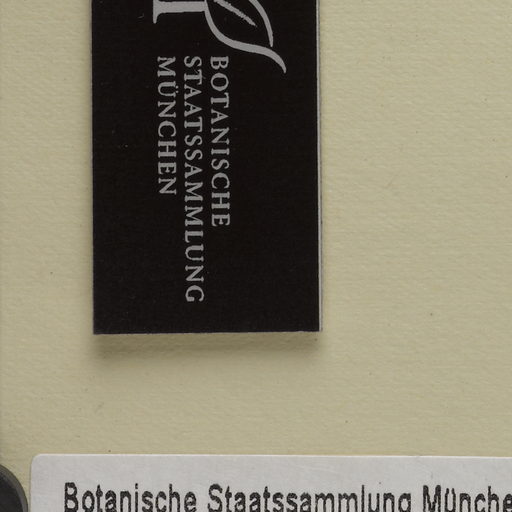 BOTANISCHE
STAATSSAMMLUNG
MÜNCHEN
Botanische Staatssammlung Münche